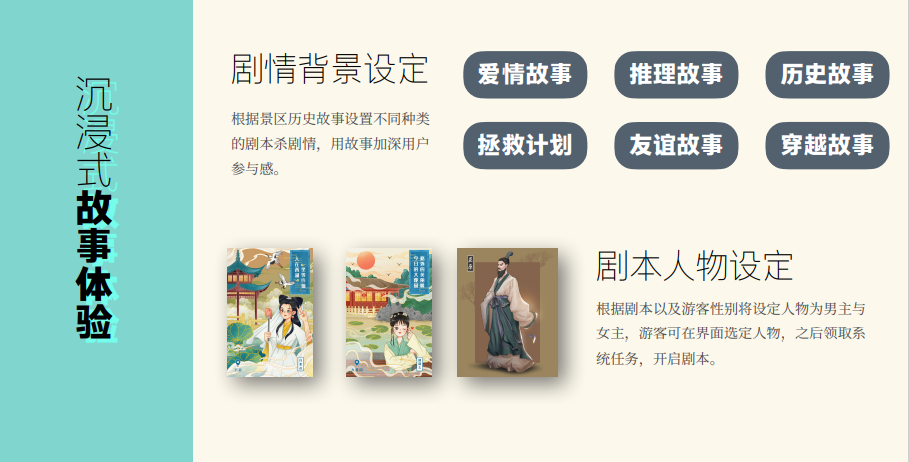 沉浸式故事体验
剧情背景设定
根据景区历史故事设置不同种类
的剧本杀剧情，用故事加深用户
参与感。
爱情故事
推理故事
历史故事
拯救计划
友谊故事
穿越故事
剧本人物设定
根据剧本以及游客性别将设定人物为男主与
女主，游客可在界面选定人物，之后领取系
统任务，开启剧本。